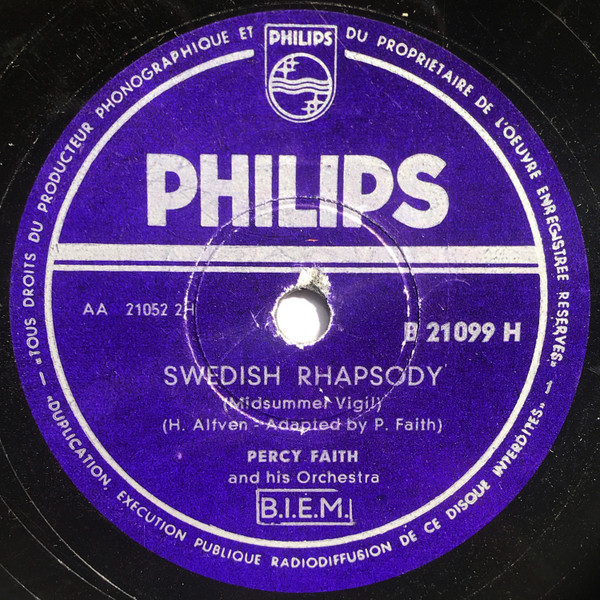 «TOUS DROITS DU PRODUCTEUR PHONOGRAPHIQUE ET DU PROPRIETAIRE DE L'OEUVRE ENREGISTREE RESERVES»
PHILIPS
PHILIPS
AA 21052 2H
B 21099 H
SWEDISH RHAPSODY
(Midsummer Vigil)
(H. Alfven - Adapted by P. Faith)
PERCY FAITH
and his Orchestra
B.I.E.M.
«DUPLICATION, EXECUTION PUBLIQUE RADIODIFFUSION DE CE DISQUE INTERDITES»